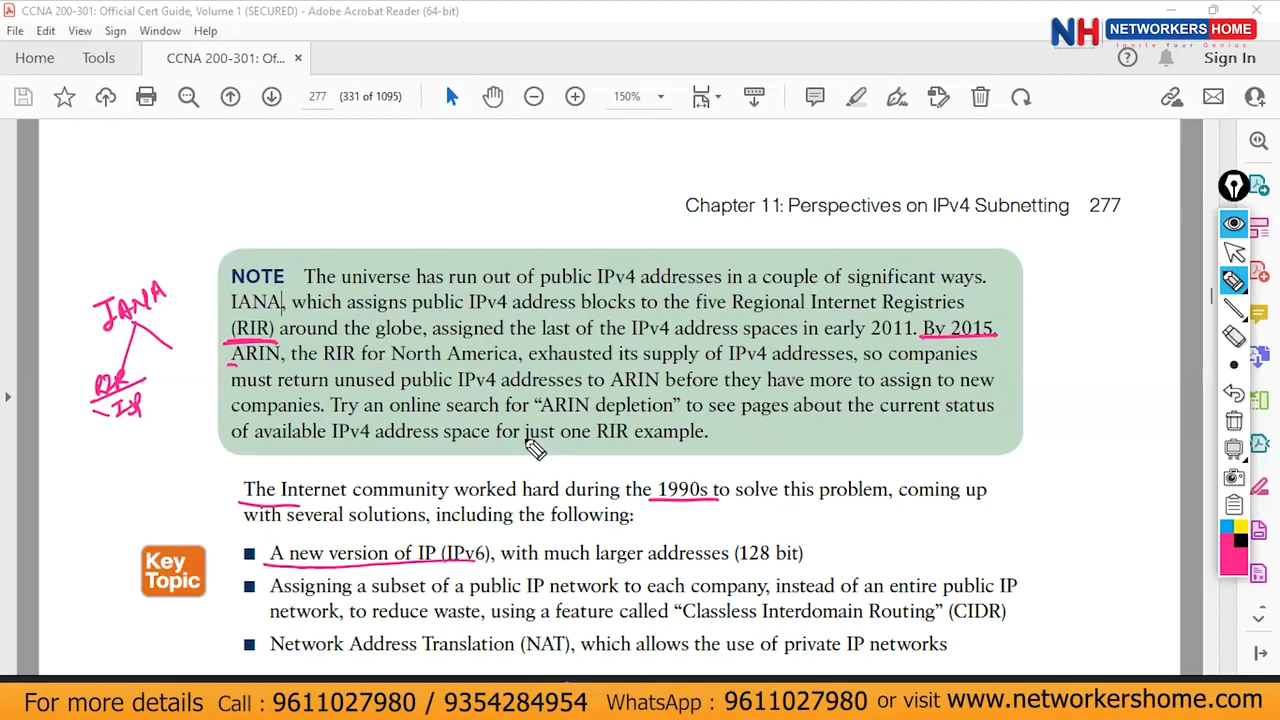 CCNA 200-301: Official Cert Guide, Volume 1 (SECURED) - Adobe Acrobat Reader (64-bit)
File Edit View Sign Window Help
NH NETWORKERS HOME
Ignite Your Genius
Home Tools CCNA 200-301: Of... × Sign In
277 (331 of 1095) 150%
Chapter 11: Perspectives on IPv4 Subnetting 277
NOTE The universe has run out of public IPv4 addresses in a couple of significant ways.
IANA, which assigns public IPv4 address blocks to the five Regional Internet Registries
(RIR) around the globe, assigned the last of the IPv4 address spaces in early 2011. By 2015,
ARIN, the RIR for North America, exhausted its supply of IPv4 addresses, so companies
must return unused public IPv4 addresses to ARIN before they have more to assign to new
companies. Try an online search for “ARIN depletion” to see pages about the current status
of available IPv4 address space for just one RIR example.
IANA
RIR
ISP
The Internet community worked hard during the 1990s to solve this problem, coming up
with several solutions, including the following:
Key
Topic
■ A new version of IP (IPv6), with much larger addresses (128 bit)
■ Assigning a subset of a public IP network to each company, instead of an entire public IP
network, to reduce waste, using a feature called “Classless Interdomain Routing” (CIDR)
■ Network Address Translation (NAT), which allows the use of private IP networks
For more details Call : 9611027980 / 9354284954 WhatsApp : 9611027980 or visit www.networkershome.com